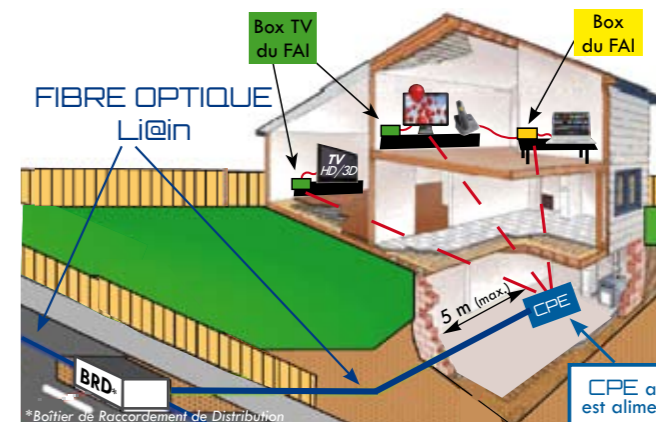 Box TV
du FAI
Box
du FAI
FIBRE OPTIQUE
Li@in
TV
HD/3D
5 m (max.)
CPE
BRD*
*Boîtier de Raccordement de Distribution
CPE
est